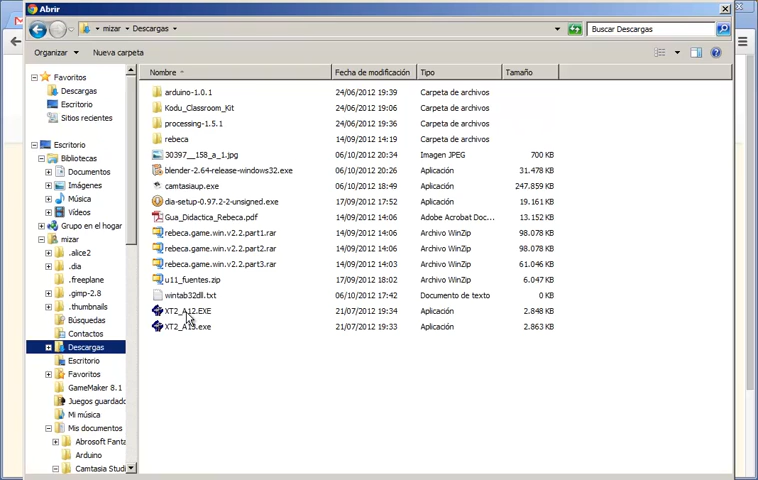 Abrir
mizar Descargas
Buscar Descargas
Organizar Nueva carpeta
Nombre Fecha de modificación Tipo Tamaño
arduino-1.0.1 24/06/2012 19:39 Carpeta de archivos
Kodu_Classroom_Kit 24/06/2012 19:06 Carpeta de archivos
processing-1.5.1 24/06/2012 19:36 Carpeta de archivos
rebeca 14/09/2012 14:19 Carpeta de archivos
30397__158_a_1.jpg 06/10/2012 20:34 Imagen JPEG 700 KB
blender-2.64-release-windows32.exe 06/10/2012 20:26 Aplicación 31.478 KB
camtasiaup.exe 06/10/2012 18:49 Aplicación 247.859 KB
dia-setup-0.97.2-2-unsigned.exe 17/09/2012 17:52 Aplicación 19.161 KB
Gua_Didactica_Rebeca.pdf 14/09/2012 14:06 Adobe Acrobat Doc... 13.152 KB
rebeca.game.win.v2.2.part1.rar 14/09/2012 14:06 Archivo WinZip 98.078 KB
rebeca.game.win.v2.2.part2.rar 14/09/2012 14:06 Archivo WinZip 98.078 KB
rebeca.game.win.v2.2.part3.rar 14/09/2012 14:03 Archivo WinZip 61.046 KB
u11_fuentes.zip 17/09/2012 18:02 Archivo WinZip 6.047 KB
wintab32dll.txt 06/10/2012 17:42 Documento de texto 0 KB
XT2_A12.EXE 21/07/2012 19:34 Aplicación 2.848 KB
XT2_A13.exe 21/07/2012 19:33 Aplicación 2.863 KB
Favoritos
Descargas
Escritorio
Sitios recientes
Escritorio
Bibliotecas
Documentos
Imágenes
Música
Vídeos
Grupo en el hogar
mizar
.alice2
.dia
.freeplane
.gimp-2.8
.thumbnails
Búsquedas
Contactos
Descargas
Escritorio
Favoritos
GameMaker 8.1
Juegos guardado
Mi música
Mis documentos
Abrosoft Fanta
Arduino
Camtasia Studi